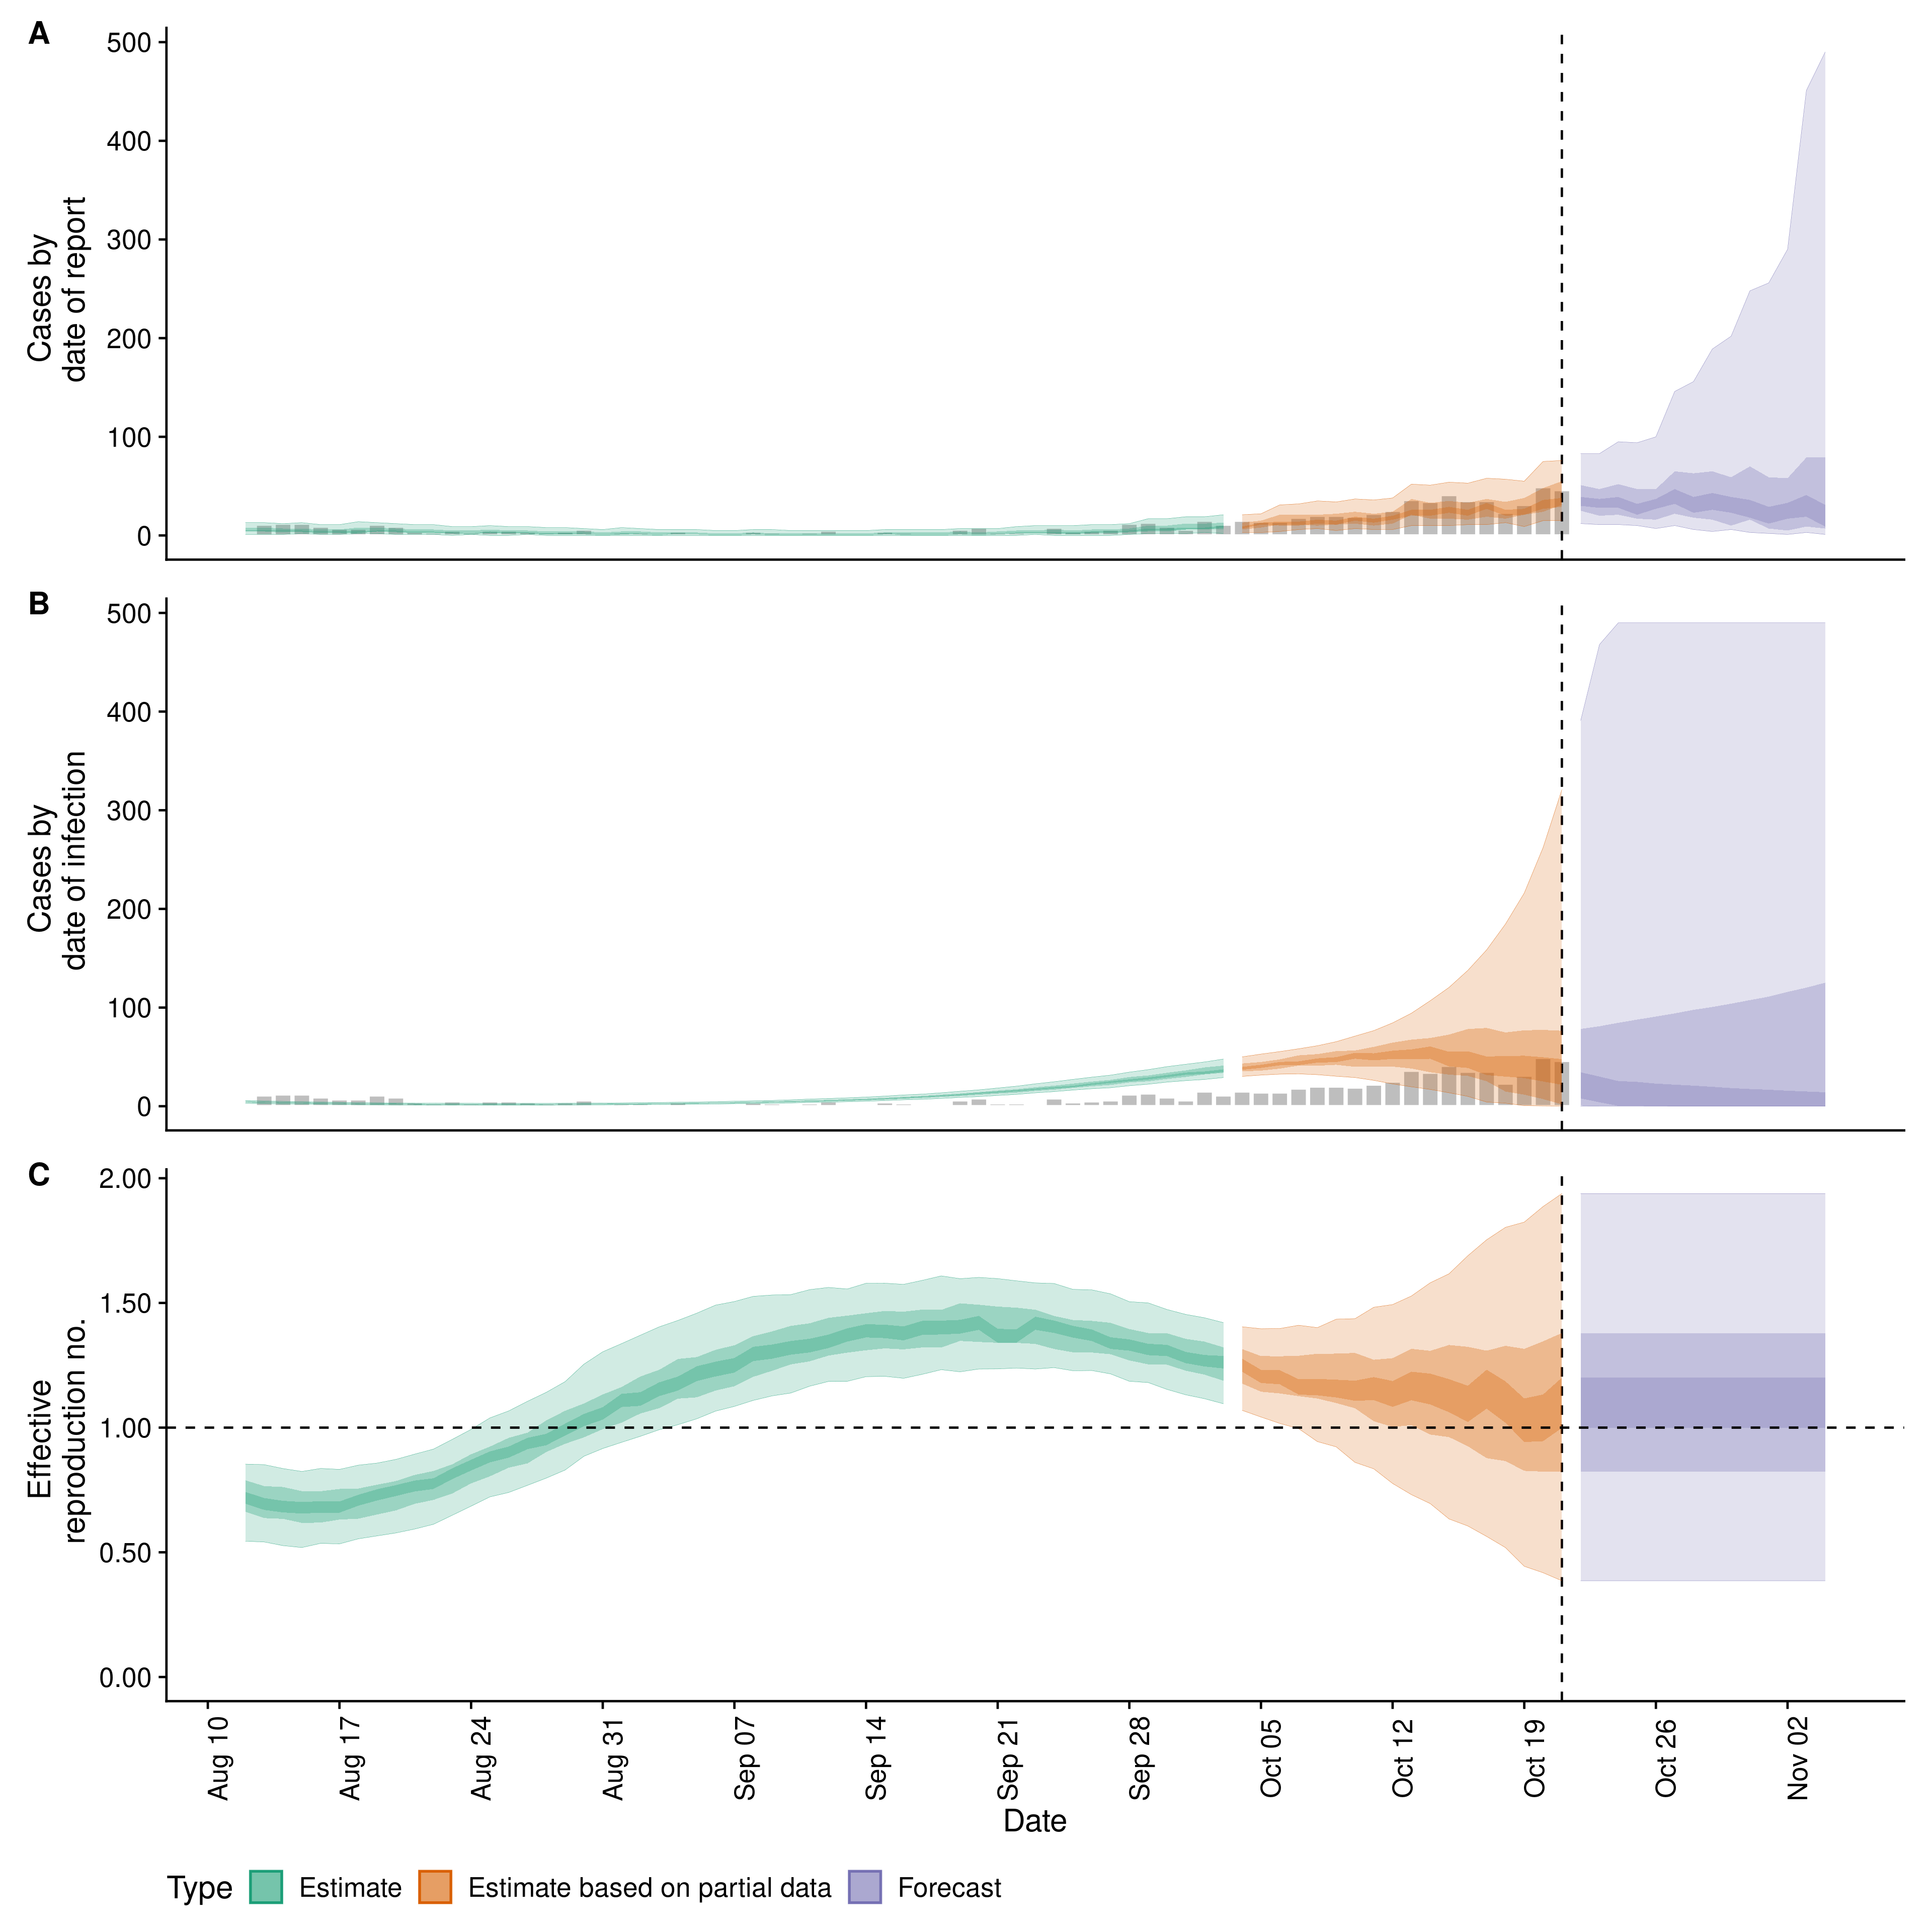 A
500
400
300
200
100
0
Cases by
date of report
B
500
400
300
200
100
0
Cases by
date of infection
C
2.00
1.50
1.00
0.50
0.00
Effective
reproduction no.
Aug 10
Aug 17
Aug 24
Aug 31
Sep 07
Sep 14
Sep 21
Sep 28
Oct 05
Oct 12
Oct 19
Oct 26
Nov 02
Date
Type Estimate Estimate based on partial data Forecast